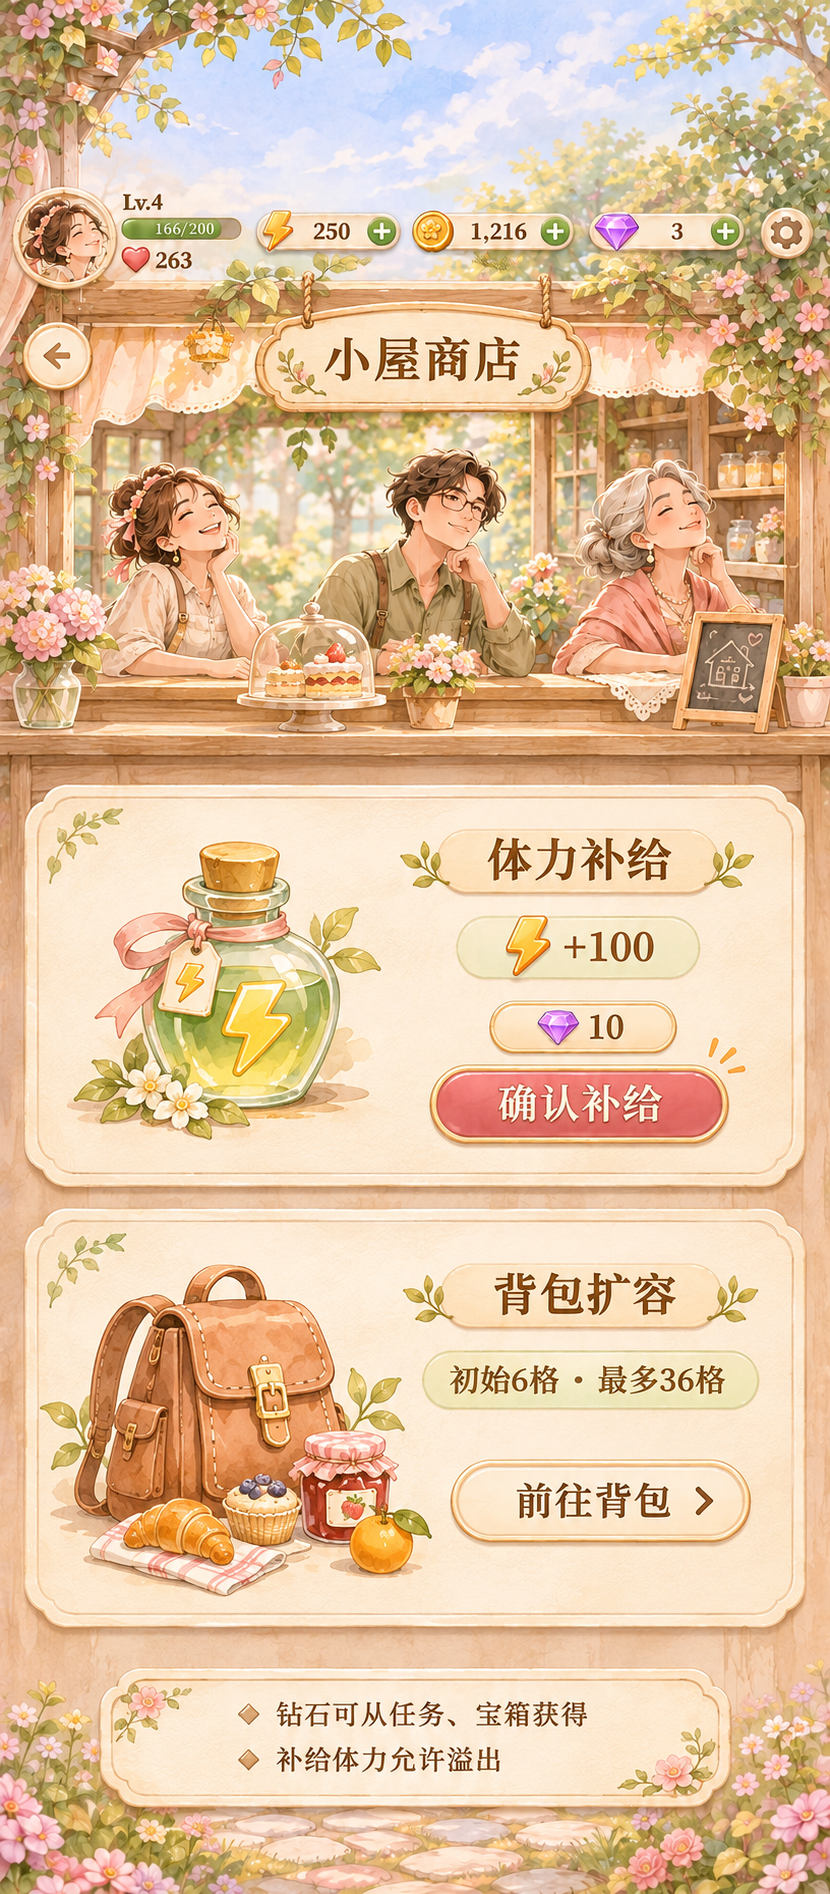 Lv.4
166/200
263
250
1,216
3
小屋商店
体力补给
+100
10
确认补给
背包扩容
初始6格 · 最多36格
前往背包
钻石可从任务、宝箱获得
补给体力允许溢出